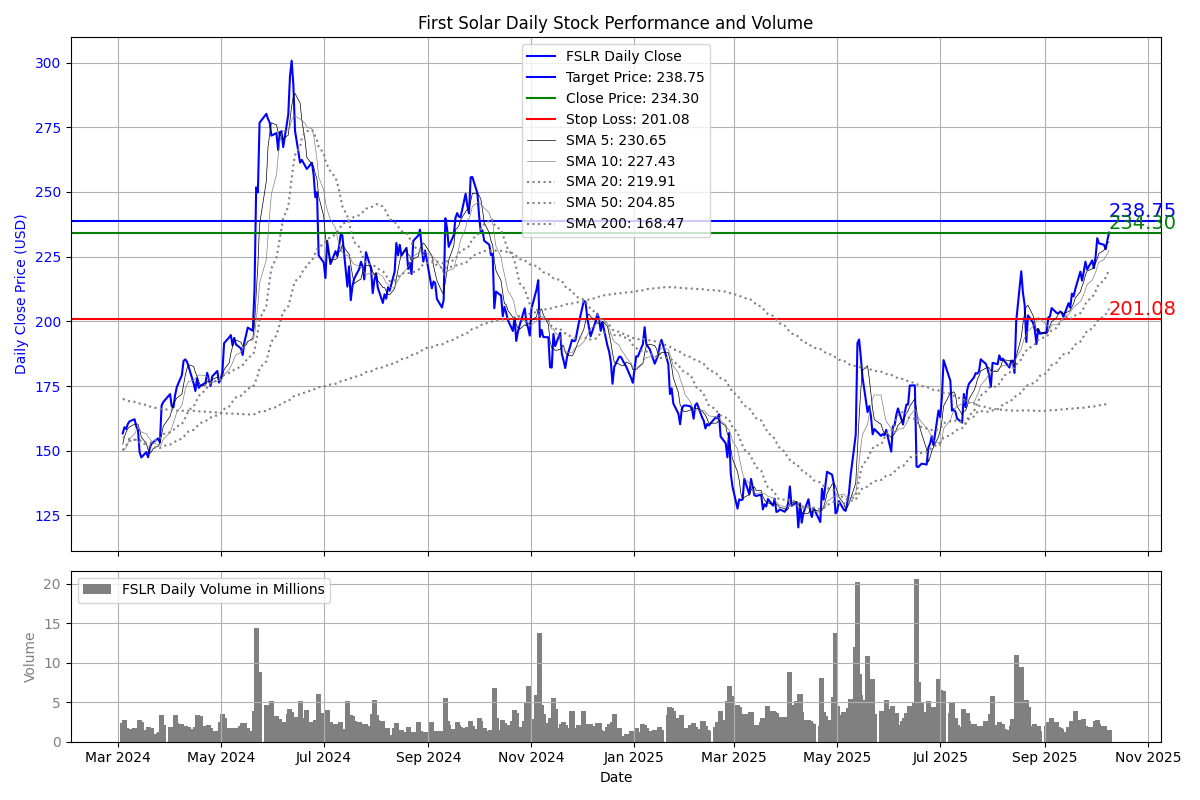 First Solar Daily Stock Performance and Volume
Daily Close Price (USD)
300
275
250
225
200
175
150
125
FSLR Daily Close
Target Price: 238.75
Close Price: 234.30
Stop Loss: 201.08
SMA 5: 230.65
SMA 10: 227.43
SMA 20: 219.91
SMA 50: 204.85
SMA 200: 168.47
238.75
234.30
201.08
Volume
20
15
10
5
0
FSLR Daily Volume in Millions
Mar 2024 May 2024 Jul 2024 Sep 2024 Nov 2024 Jan 2025 Mar 2025 May 2025 Jul 2025 Sep 2025 Nov 2025
Date